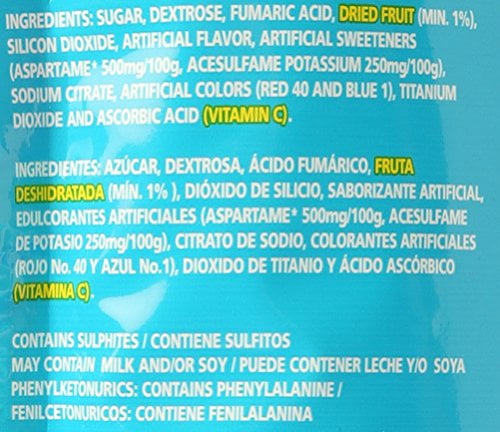 INGREDIENTS: SUGAR, DEXTROSE, FUMARIC ACID, DRIED FRUIT (MIN. 1%),
SILICON DIOXIDE, ARTIFICIAL FLAVOR, ARTIFICIAL SWEETENERS
(ASPARTAME* 500mg/100g, ACESULFAME POTASSIUM 250mg/100g),
SODIUM CITRATE, ARTIFICIAL COLORS (RED 40 AND BLUE 1), TITANIUM
DIOXIDE AND ASCORBIC ACID (VITAMIN C).
INGREDIENTES: AZÚCAR, DEXTROSA, ÁCIDO FUMÁRICO, FRUTA
DESHIDRATADA (MÍN. 1% ), DIÓXIDO DE SILICIO, SABORIZANTE ARTIFICIAL,
EDULCORANTES ARTIFICIALES (ASPARTAME* 500mg/100g, ACESULFAME
DE POTASIO 250mg/100g), CITRATO DE SODIO, COLORANTES ARTIFICIALES
(ROJO No. 40 Y AZUL No.1), DIOXIDO DE TITANIO Y ÁCIDO ASCÓRBICO
(VITAMINA C).
CONTAINS SULPHITES / CONTIENE SULFITOS
MAY CONTAIN MILK AND/OR SOY / PUEDE CONTENER LECHE Y/O SOYA
PHENYLKETONURICS: CONTAINS PHENYLALANINE /
FENILCETONURICOS: CONTIENE FENILALANINA